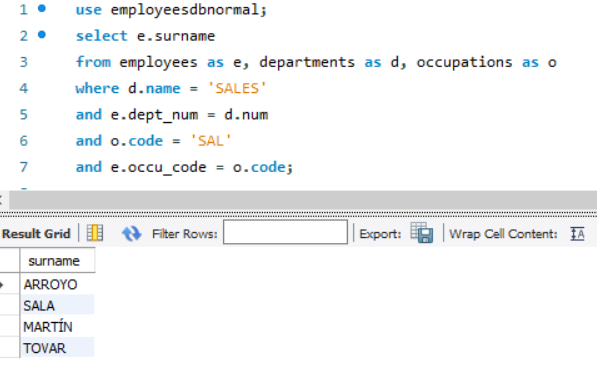 1 use employeesdbnormal;
2 select e.surname
3 from employees as e, departments as d, occupations as o
4 where d.name = 'SALES'
5 and e.dept_num = d.num
6 and o.code = 'SAL'
7 and e.occu_code = o.code;
Result Grid Filter Rows: Export: Wrap Cell Content: IA
surname
ARROYO
SALA
MARTÍN
TOVAR